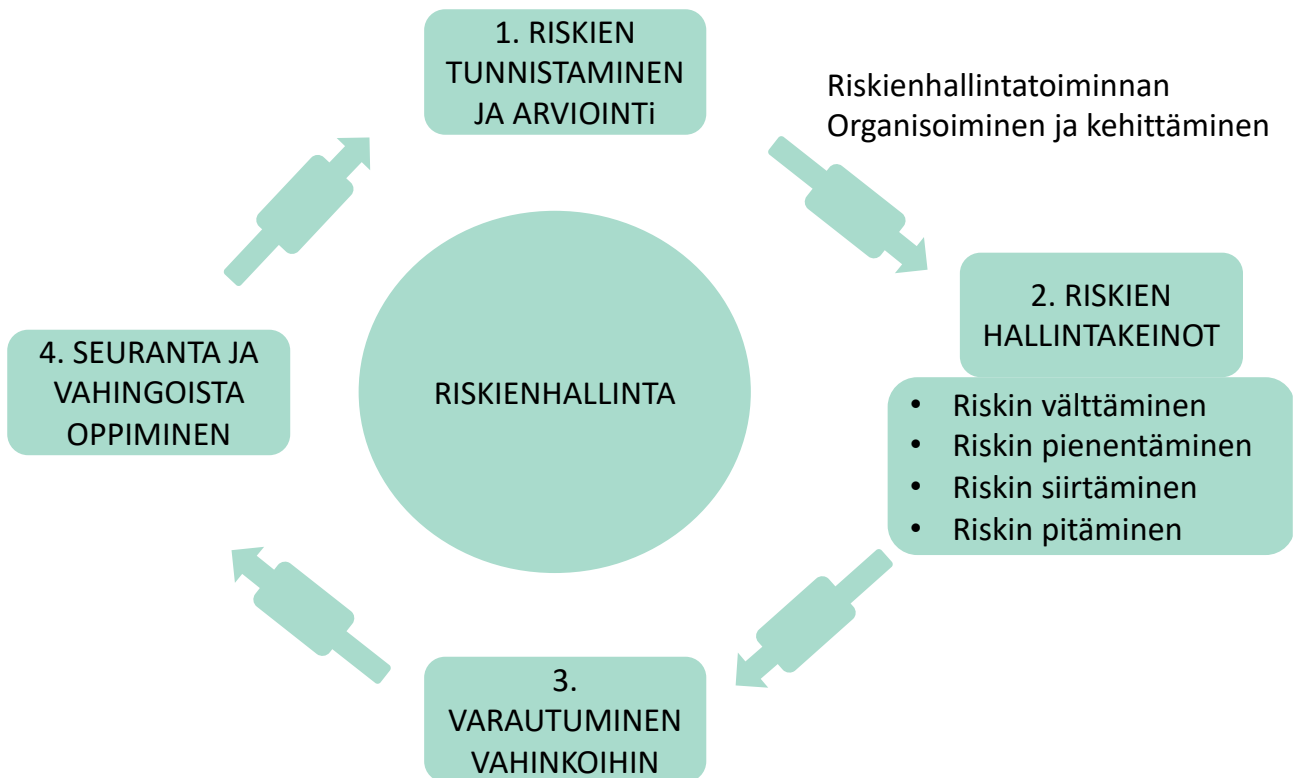 1. RISKIEN
TUNNISTAMINEN
JA ARVIOINTi
Riskienhallintatoiminnan
Organisoiminen ja kehittäminen
2. RISKIEN
HALLINTAKEINOT
• Riskin välttäminen
• Riskin pienentäminen
• Riskin siirtäminen
• Riskin pitäminen
3.
VARAUTUMINEN
VAHINKOIHIN
4. SEURANTA JA
VAHINGOISTA
OPPIMINEN
RISKIENHALLINTA